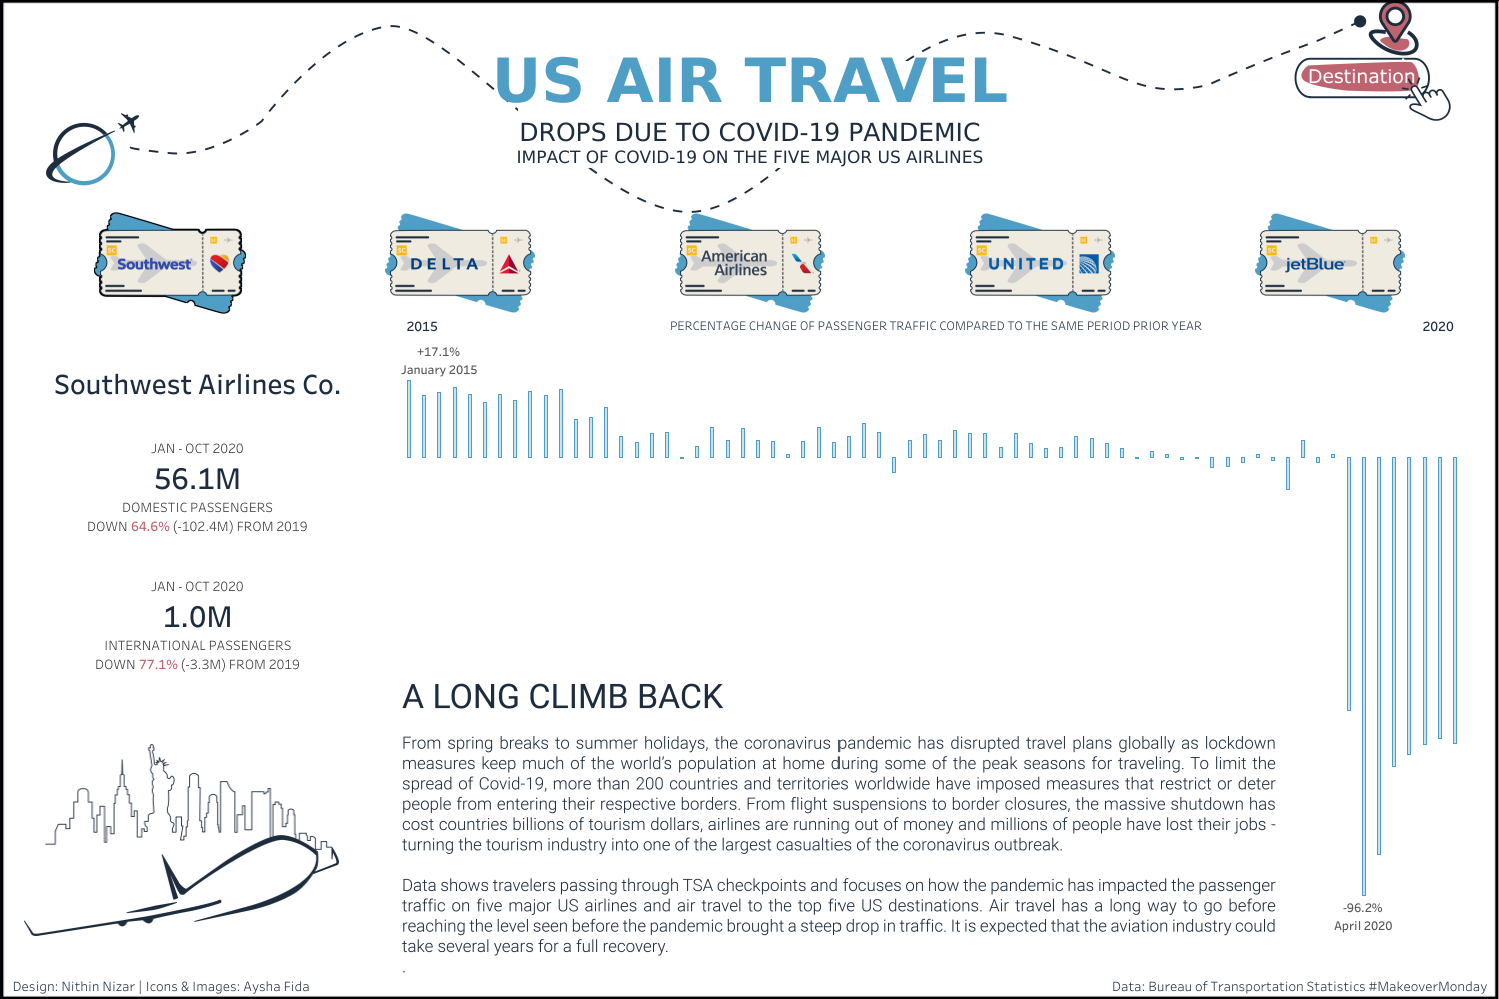 US AIR TRAVEL
Destination
DROPS DUE TO COVID-19 PANDEMIC
IMPACT OF COVID-19 ON THE FIVE MAJOR US AIRLINES
Southwest
DELTA
American
Airlines
UNITED
jetBlue
2015
PERCENTAGE CHANGE OF PASSENGER TRAFFIC COMPARED TO THE SAME PERIOD PRIOR YEAR
2020
+17.1%
January 2015
Southwest Airlines Co.
JAN - OCT 2020
56.1M
DOMESTIC PASSENGERS
DOWN 64.6% (-102.4M) FROM 2019
JAN - OCT 2020
1.0M
INTERNATIONAL PASSENGERS
DOWN 77.1% (-3.3M) FROM 2019
A LONG CLIMB BACK
From spring breaks to summer holidays, the coronavirus pandemic has disrupted travel plans globally as lockdown
measures keep much of the world's population at home during some of the peak seasons for traveling. To limit the
spread of Covid-19, more than 200 countries and territories worldwide have imposed measures that restrict or deter
people from entering their respective borders. From flight suspensions to border closures, the massive shutdown has
cost countries billions of tourism dollars, airlines are running out of money and millions of people have lost their jobs -
turning the tourism industry into one of the largest casualties of the coronavirus outbreak.
Data shows travelers passing through TSA checkpoints and focuses on how the pandemic has impacted the passenger
traffic on five major US airlines and air travel to the top five US destinations. Air travel has a long way to go before
reaching the level seen before the pandemic brought a steep drop in traffic. It is expected that the aviation industry could
take several years for a full recovery.
.
-96.2%
April 2020
Design: Nithin Nizar | Icons & Images: Aysha Fida
Data: Bureau of Transportation Statistics #MakeoverMonday